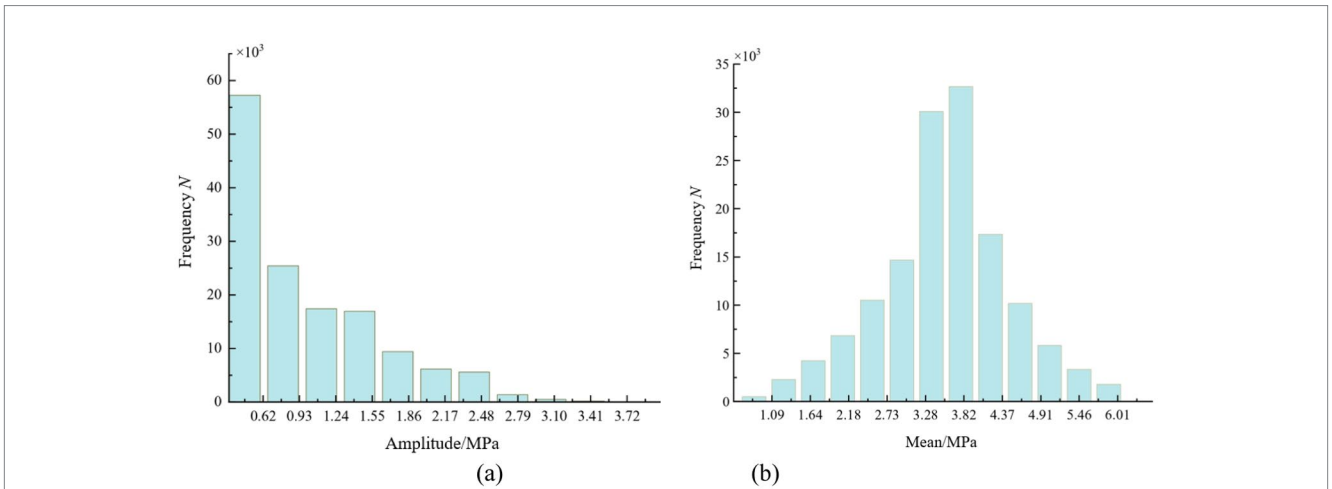 ×10³
60
50
40
30
20
10
0
Frequency N
0.62 0.93 1.24 1.55 1.86 2.17 2.48 2.79 3.10 3.41 3.72
Amplitude/MPa
(a)
×10³
35
30
25
20
15
10
5
0
Frequency N
1.09 1.64 2.18 2.73 3.28 3.82 4.37 4.91 5.46 6.01
Mean/MPa
(b)